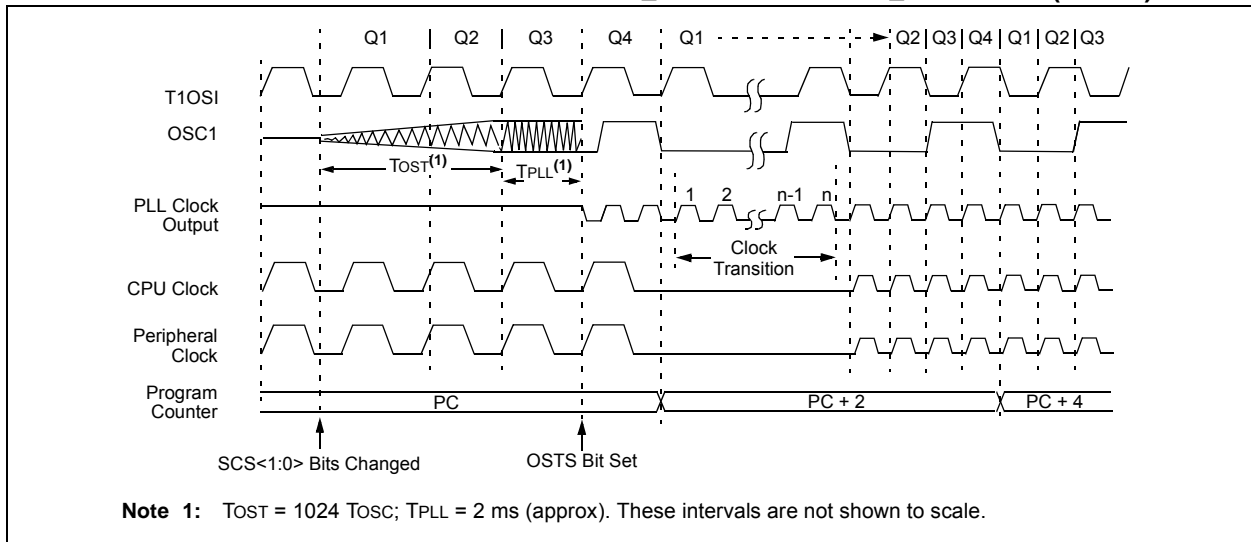 Q1 Q2 Q3 Q4 Q1 Q2 Q3 Q4 Q1 Q2 Q3
T1OSI
OSC1
TOST(1) TPLL(1)
1 2 n-1 n
PLL Clock
Output
Clock
Transition
CPU Clock
Peripheral
Clock
Program
Counter
PC PC + 2 PC + 4
SCS<1:0> Bits Changed OSTS Bit Set
Note 1: TOST = 1024 TOSC; TPLL = 2 ms (approx). These intervals are not shown to scale.